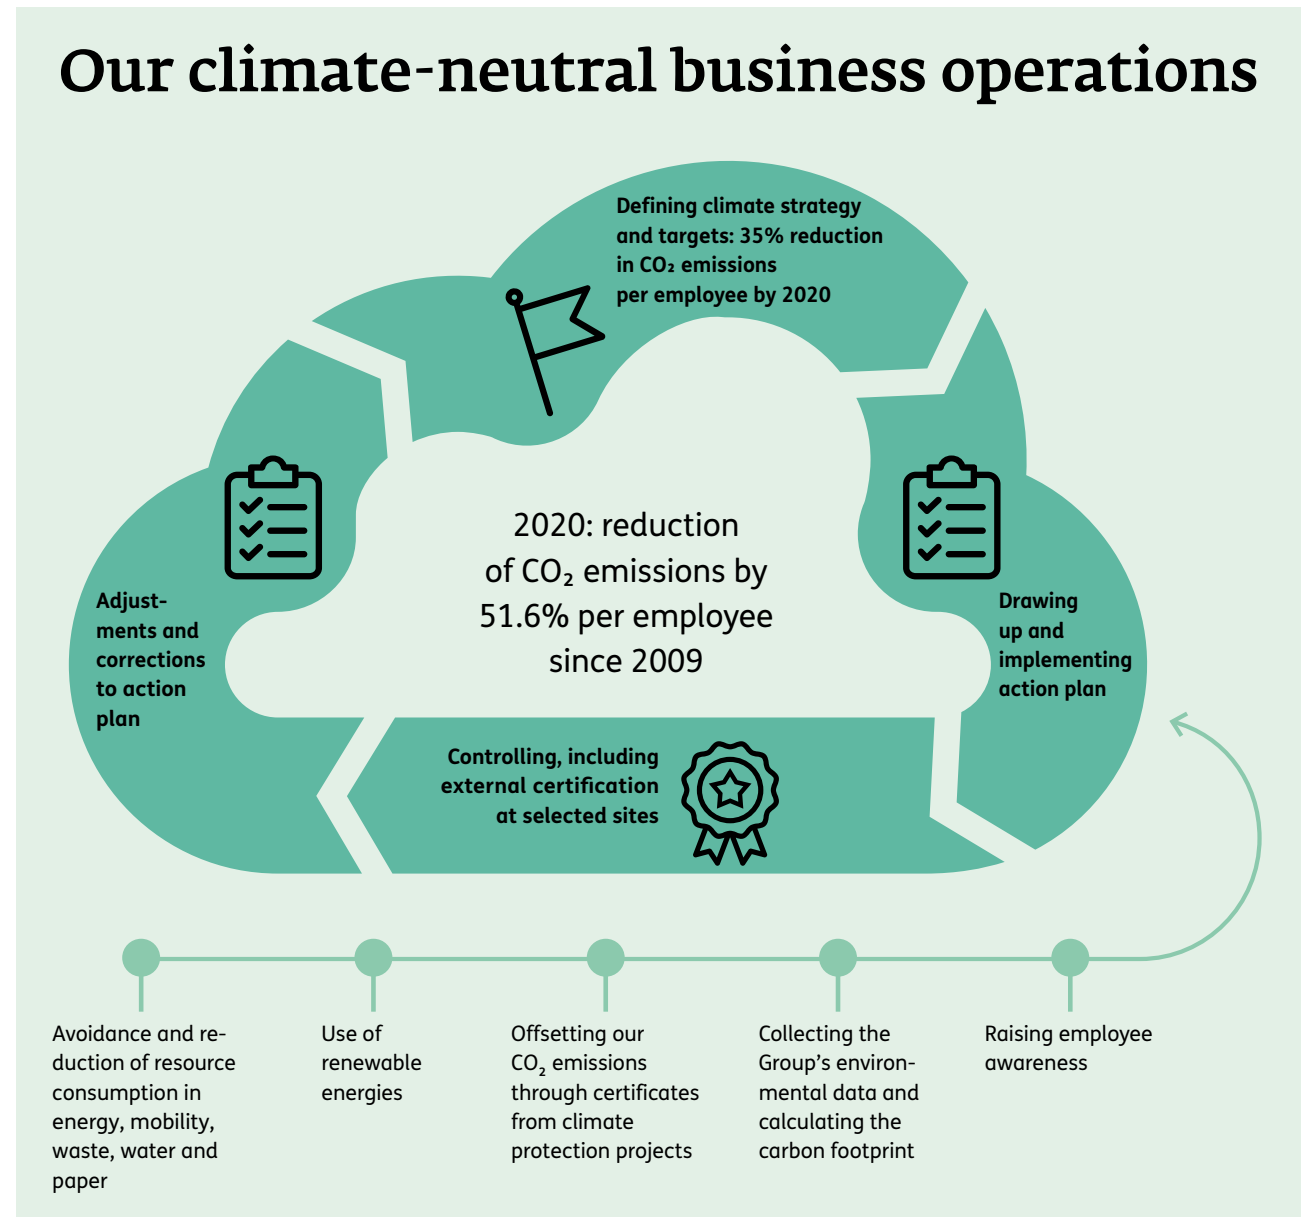 Our climate-neutral business operations
Defining climate strategy
and targets: 35% reduction
in CO₂ emissions
per employee by 2020
2020: reduction
of CO₂ emissions by
51.6% per employee
since 2009
Adjust-
ments and
corrections
to action
plan
Drawing
up and
implementing
action plan
Controlling, including
external certification
at selected sites
Avoidance and re-
duction of resource
consumption in
energy, mobility,
waste, water and
paper
Use of
renewable
energies
Offsetting our
CO₂ emissions
through certificates
from climate
protection projects
Collecting the
Group's environ-
mental data and
calculating the
carbon footprint
Raising employee
awareness